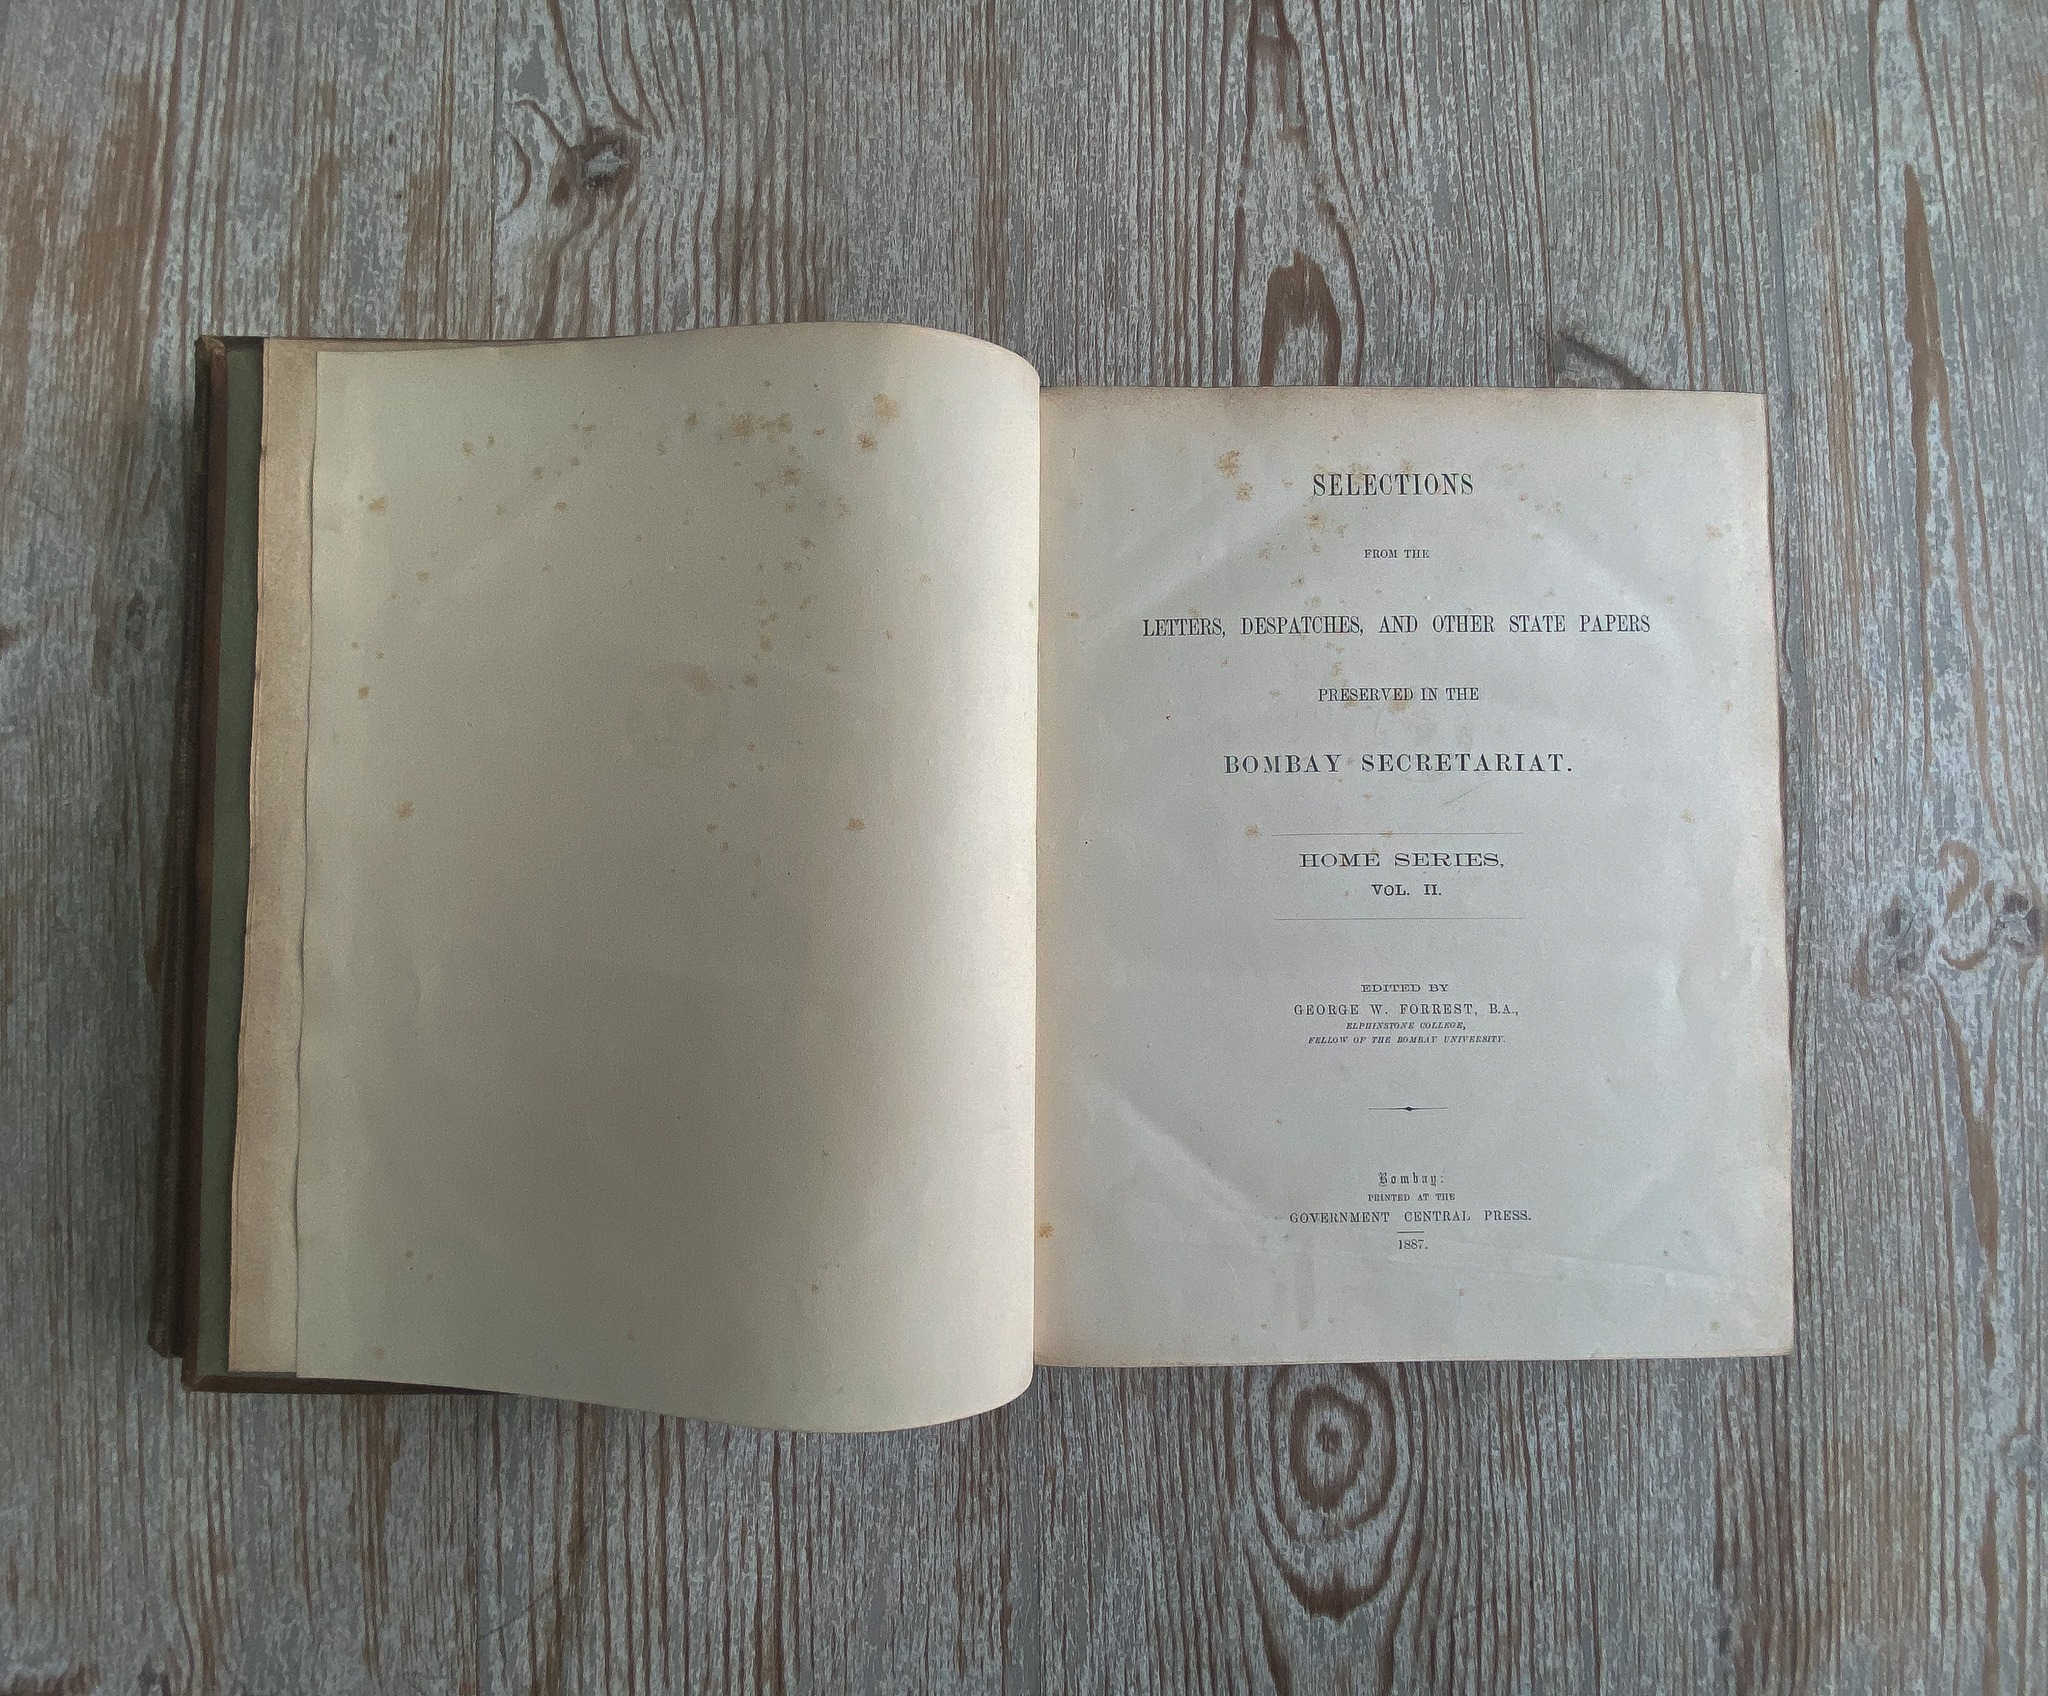 SELECTIONS
FROM THE
LETTERS, DESPATCHES, AND OTHER STATE PAPERS
PRESERVED IN THE
BOMBAY SECRETARIAT.
HOME SERIES,
VOL. II.
EDITED BY
GEORGE W. FORREST, B.A.,
ELPHINSTONE COLLEGE,
FELLOW OF THE BOMBAY UNIVERSITY.
Bombay:
PRINTED AT THE
GOVERNMENT CENTRAL PRESS.
1887.